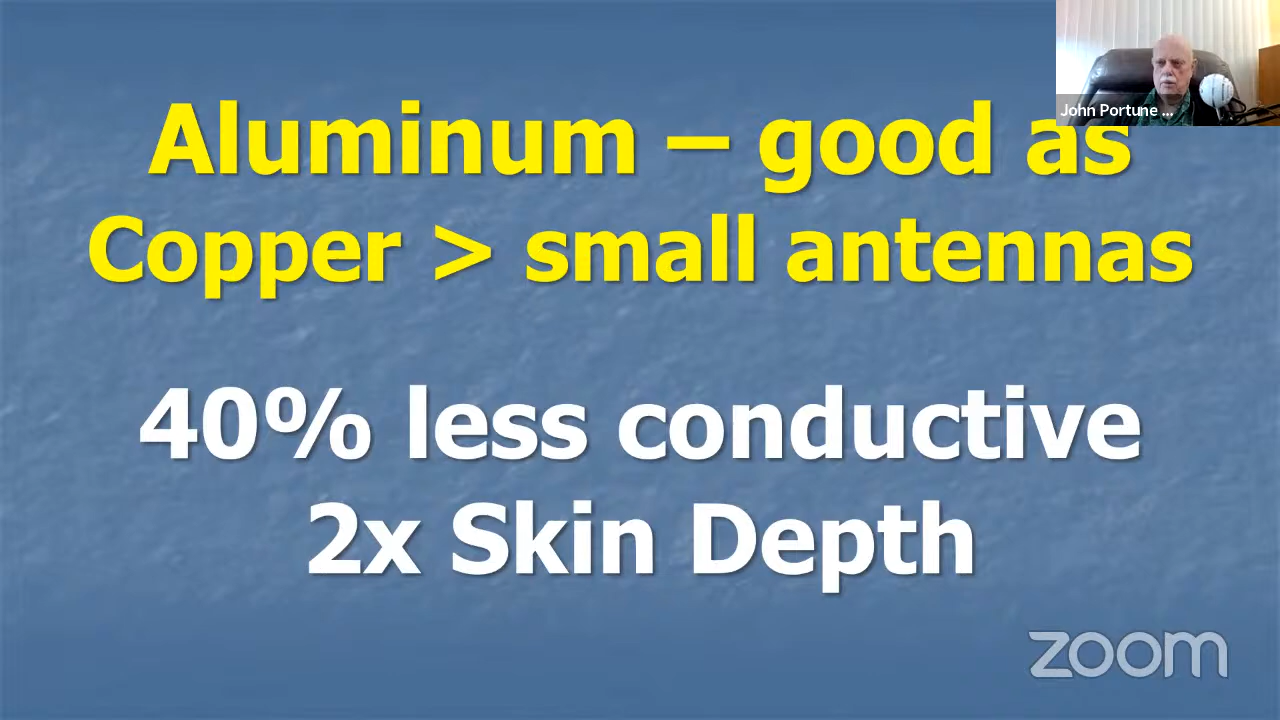 Aluminum – good as
Copper > small antennas
40% less conductive
2x Skin Depth
John Portune ...
zoom